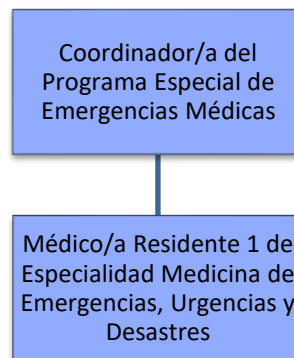 Coordinador/a del
Programa Especial de
Emergencias Médicas
Médico/a Residente 1 de
Especialidad Medicina de
Emergencias, Urgencias y
Desastres